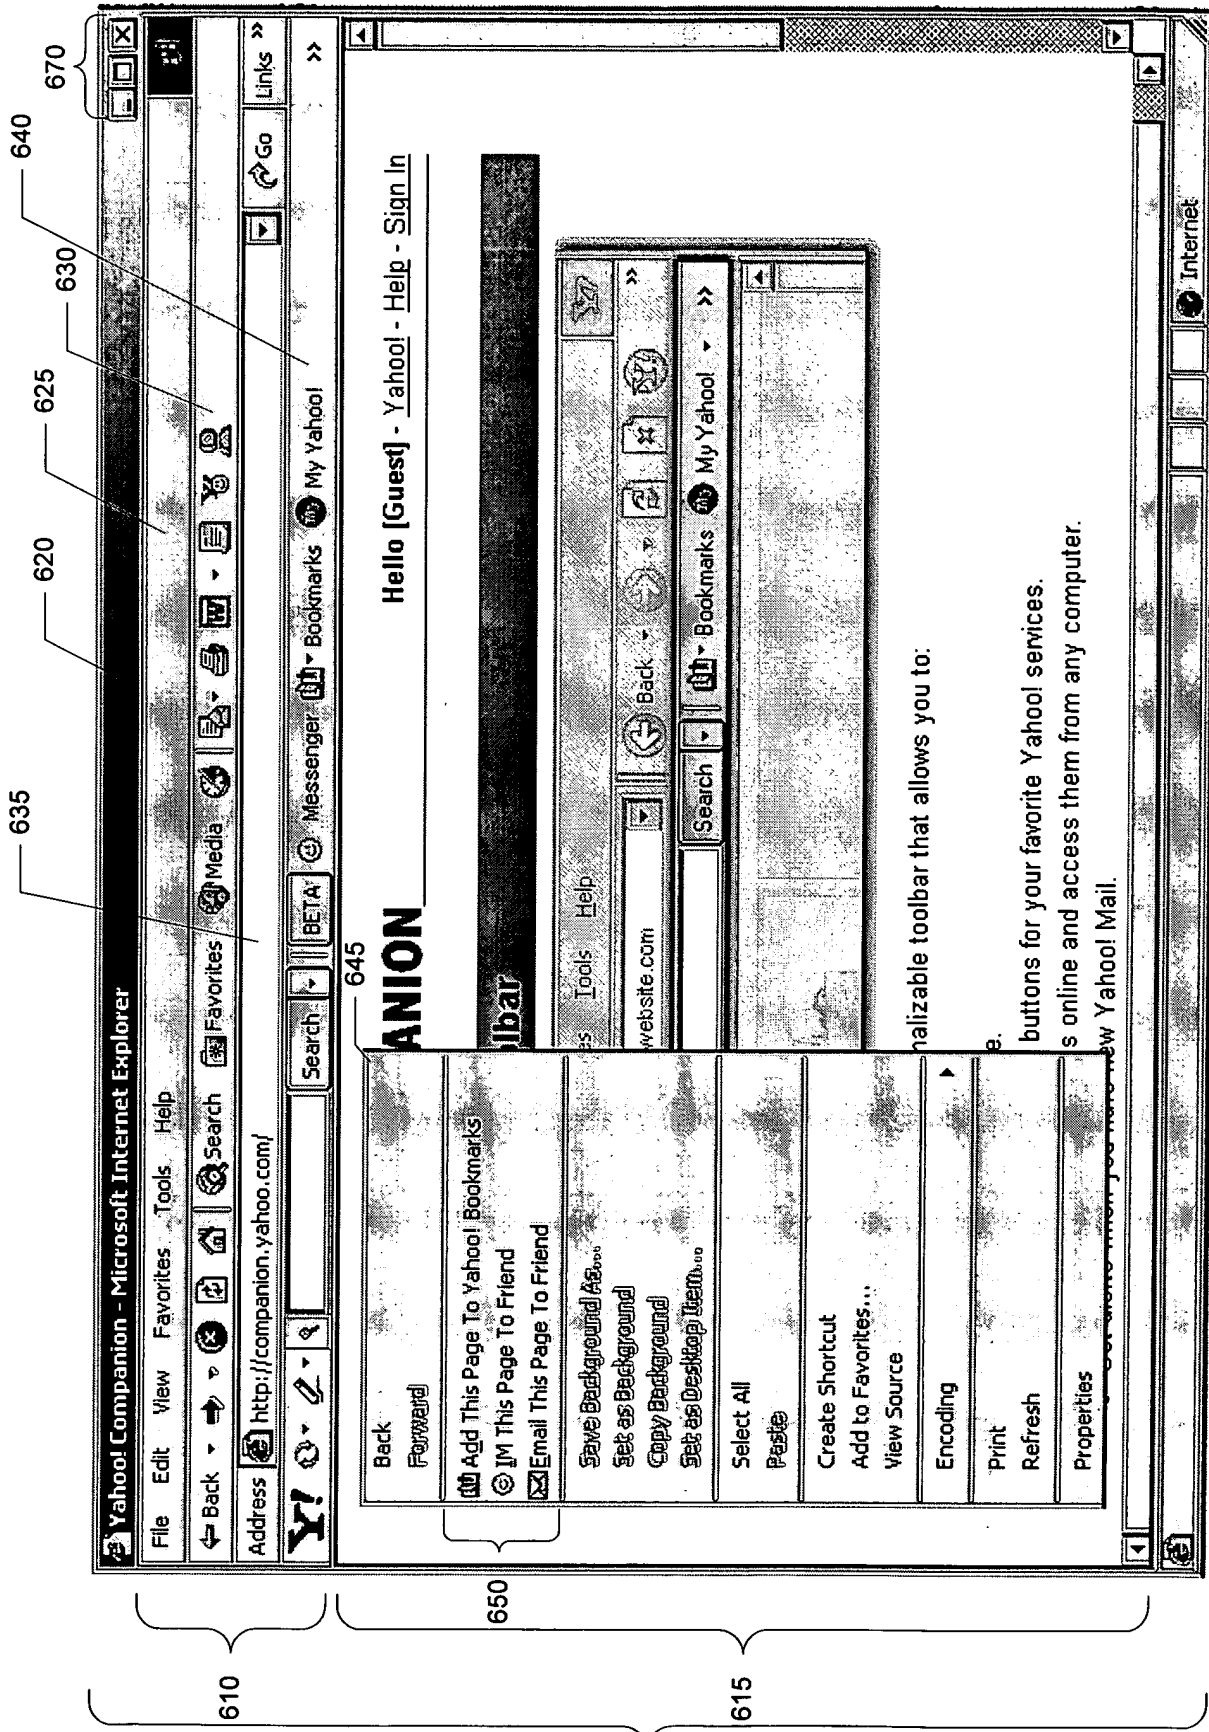 670
640
630
625
620
635
Yahoo! Companion - Microsoft Internet Explorer
File Edit View Favorites Tools Help
Back Search Favorites Media
Address http://companion.yahoo.com/ Go Links »
Y! Search BETA Messenger Bookmarks My Yahoo! »
645
ANION
Hello [Guest] - Yahoo! - Help - Sign In
lbar
es Tools Help
website.com Back »
Search Bookmarks My Yahoo! »
nalizable toolbar that allows you to:
e.
buttons for your favorite Yahoo! services.
s online and access them from any computer.
new Yahoo! Mail.
Back
Forward
Add This Page To Yahoo! Bookmarks
IM This Page To Friend
Email This Page To Friend
Save Background As...
Set as Background
Copy Background
Set as Desktop Item...
Select All
Paste
Create Shortcut
Add to Favorites...
View Source
Encoding
Print
Refresh
Properties
Internet
610
650
615